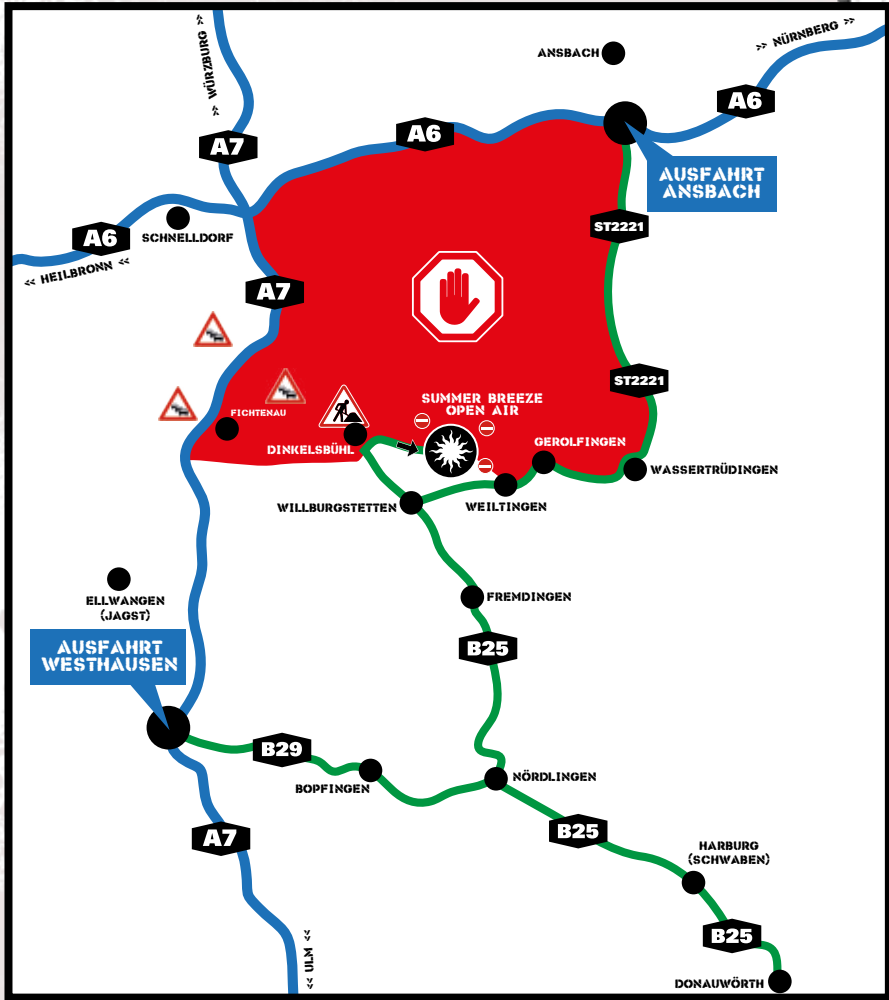 « WÜRZBURG »
ANSBACH
» NÜRNBERG »
A6
A6
A7
AUSFAHRT
ANSBACH
ST2221
A6
SCHNELLDORF
« HEILBRONN «
A7
ST2221
SUMMER BREEZE
OPEN AIR
FICHTENAU
DINKELSBÜHL
GEROLFINGEN
WASSERTRÜDINGEN
WILLBURGSTETTEN
WEILTINGEN
ELLWANGEN
(JAGST)
FREMDINGEN
B25
AUSFAHRT
WESTHAUSEN
B29
BOPFINGEN
NÖRDLINGEN
B25
A7
HARBURG
(SCHWABEN)
B25
« ULM »
DONAUWÖRTH